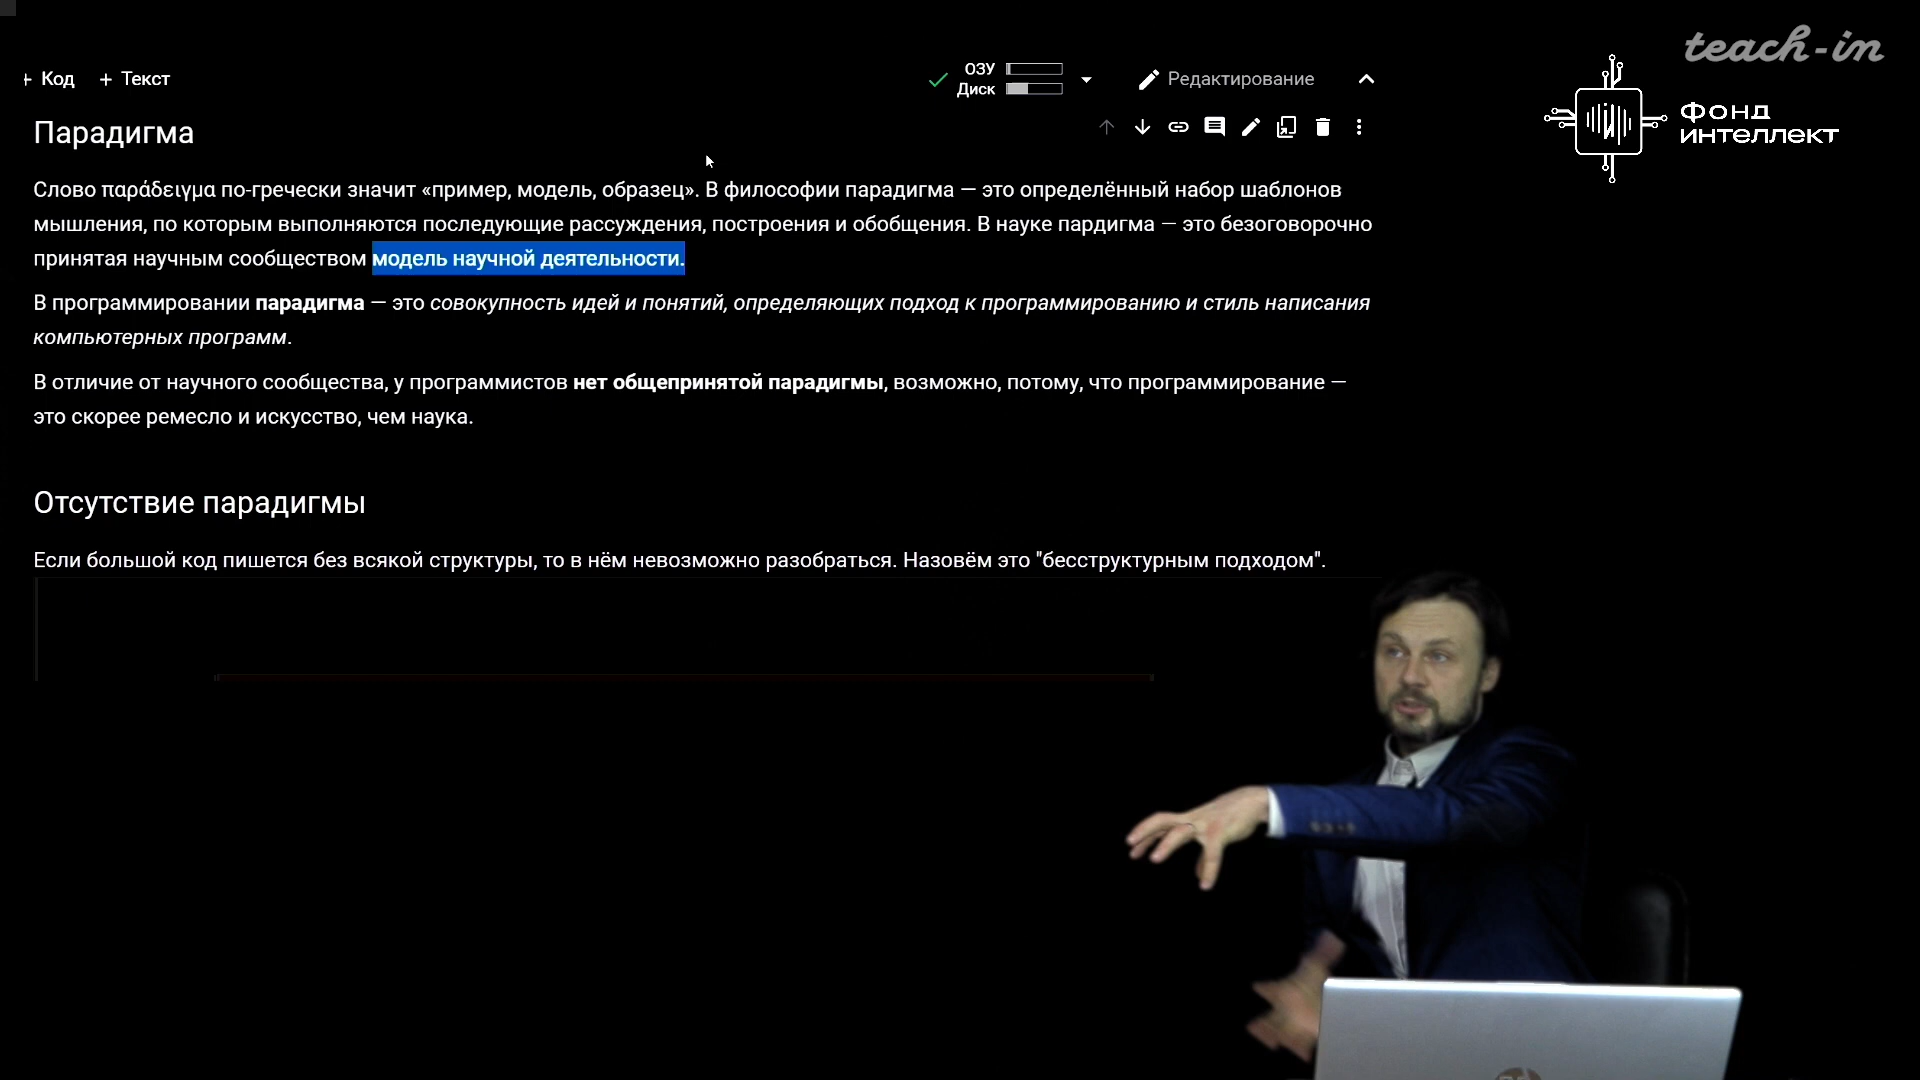 teach-in
Код + Текст
ОЗУ
Диск
Редактирование
Фонд
интеллект
Парадигма
Слово παράδειγμα по-гречески значит «пример, модель, образец». В философии парадигма — это определённый набор шаблонов
мышления, по которым выполняются последующие рассуждения, построения и обобщения. В науке пардигма — это безоговорочно
принятая научным сообществом модель научной деятельности.
В программировании парадигма — это совокупность идей и понятий, определяющих подход к программированию и стиль написания
компьютерных программ.
В отличие от научного сообщества, у программистов нет общепринятой парадигмы, возможно, потому, что программирование —
это скорее ремесло и искусство, чем наука.
Отсутствие парадигмы
Если большой код пишется без всякой структуры, то в нём невозможно разобраться. Назовём это "бесструктурным подходом".